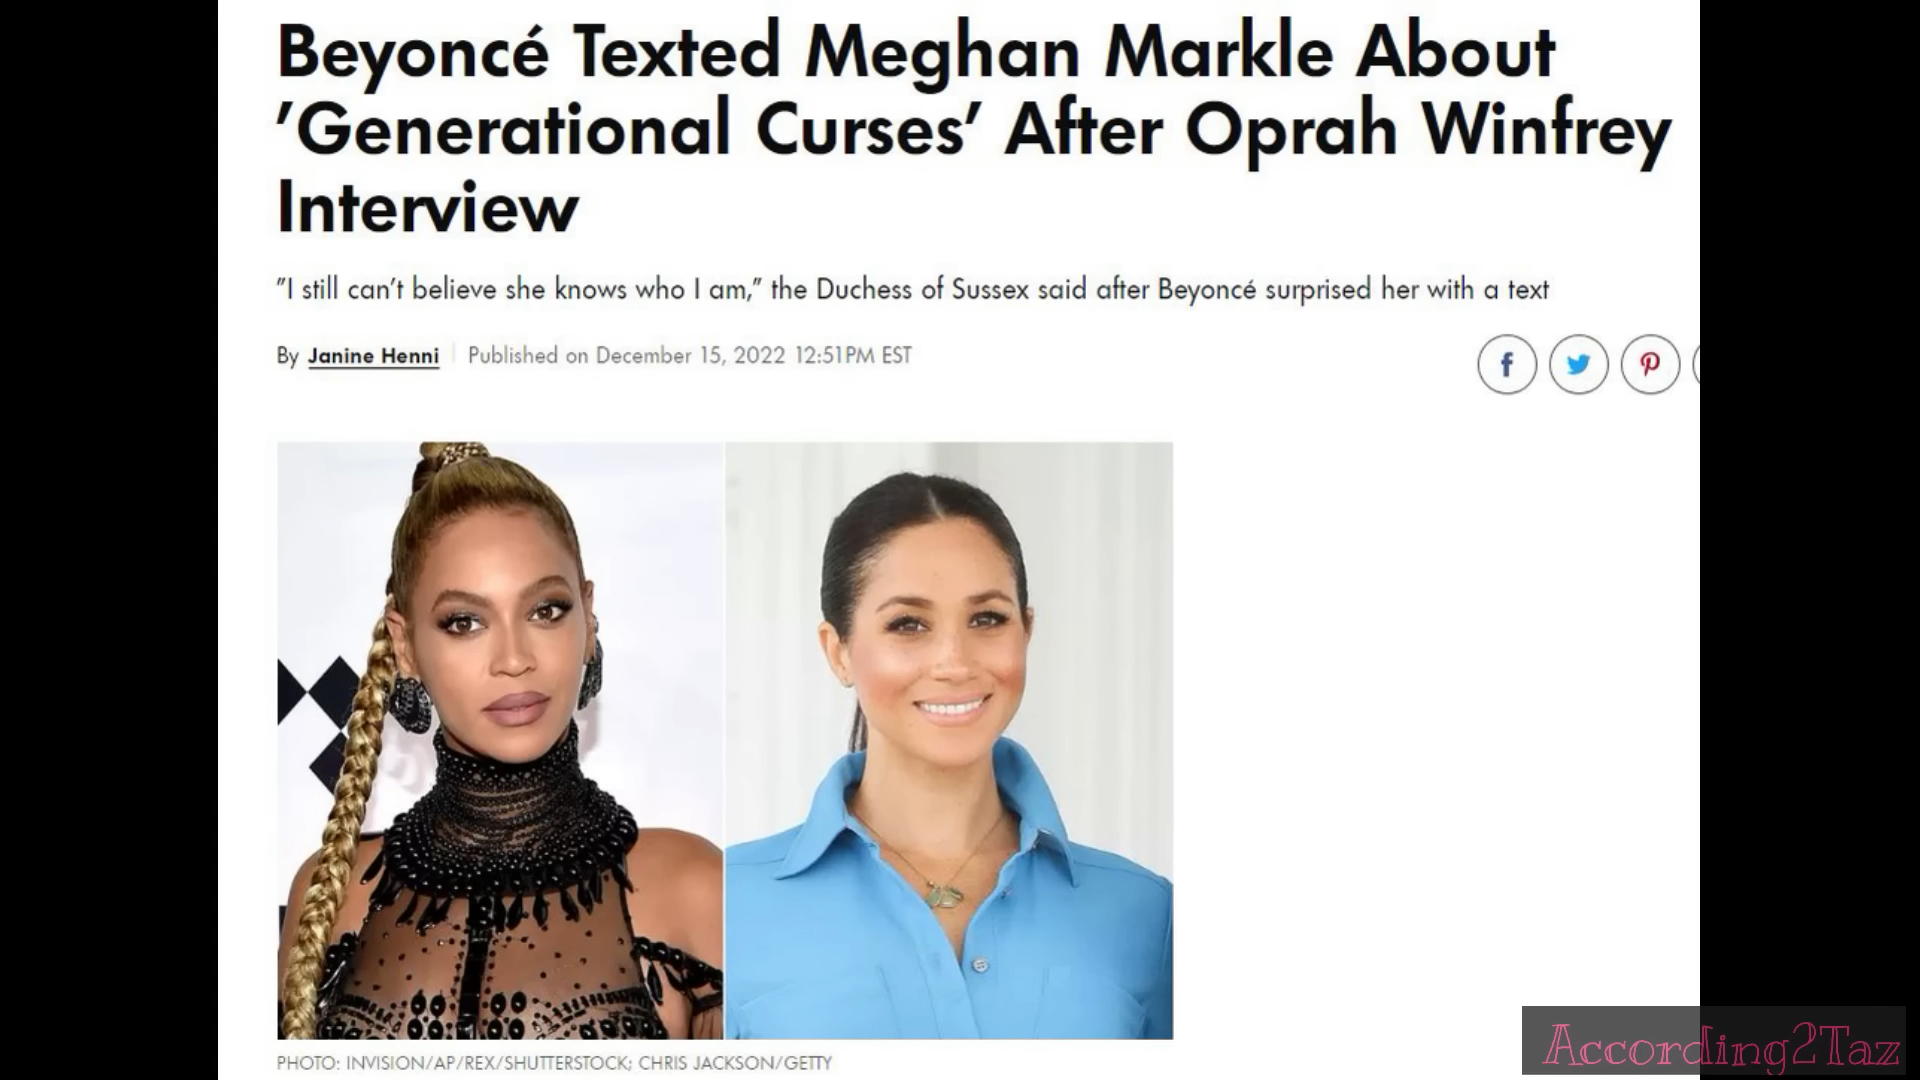 Beyoncé Texted Meghan Markle About
'Generational Curses' After Oprah Winfrey
Interview
"I still can't believe she knows who I am," the Duchess of Sussex said after Beyoncé surprised her with a text
By Janine Henni Published on December 15, 2022 12:51PM EST
PHOTO: INVISION/AP/REX/SHUTTERSTOCK; CHRIS JACKSON/GETTY
According2Taz